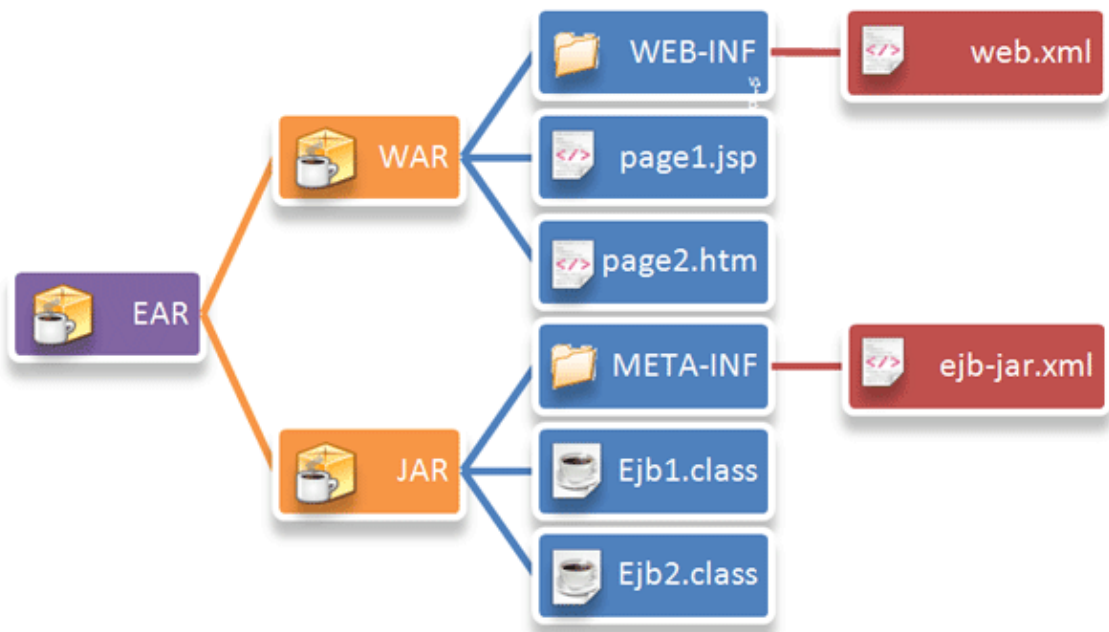 WEB-INF
web.xml
WAR
page1.jsp
page2.htm
EAR
META-INF
ejb-jar.xml
JAR
Ejb1.class
Ejb2.class